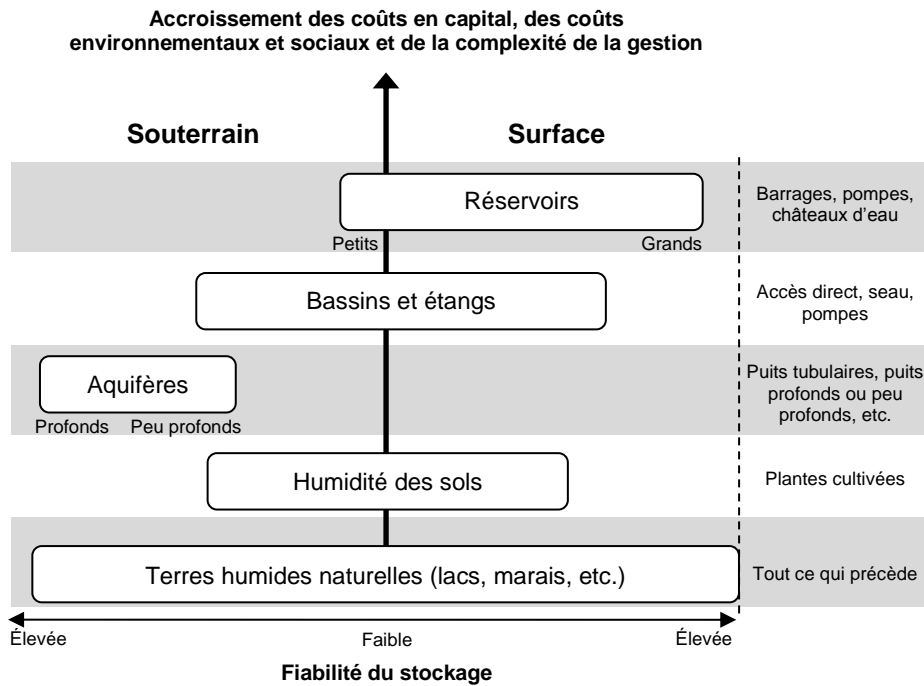 Accroissement des coûts en capital, des coûts
environnementaux et sociaux et de la complexité de la gestion
Souterrain
Surface
Réservoirs
Petits
Grands
Barrages, pompes,
châteaux d'eau
Bassins et étangs
Accès direct, seau,
pompes
Aquifères
Profonds
Peu profonds
Puits tubulaires, puits
profonds ou peu
profonds, etc.
Humidité des sols
Plantes cultivées
Terres humides naturelles (lacs, marais, etc.)
Tout ce qui précède
Élevée
Faible
Élevée
Fiabilité du stockage